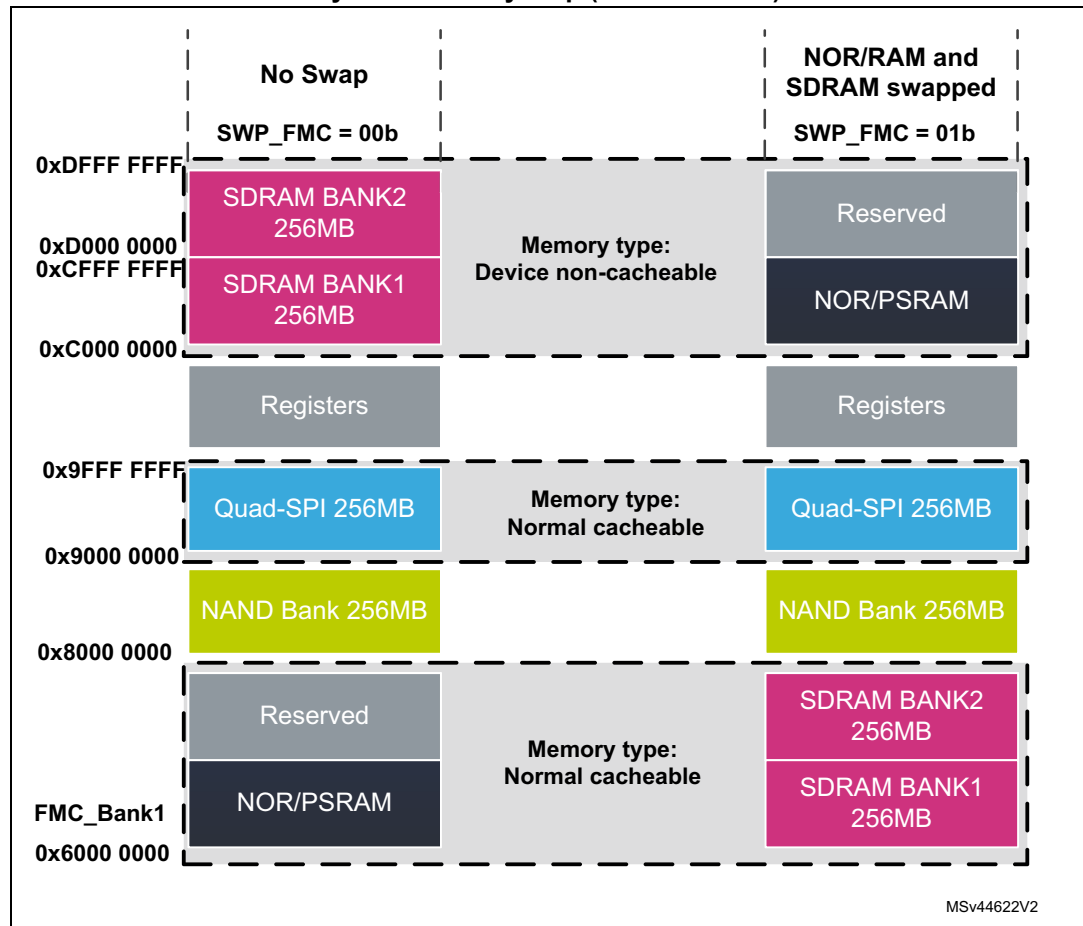 No Swap
NOR/RAM and
SDRAM swapped
SWP_FMC = 00b
SWP_FMC = 01b
0xDFFF FFFF
SDRAM BANK2
256MB
Reserved
0xD000 0000
0xCFFF FFFF
Memory type:
Device non-cacheable
SDRAM BANK1
256MB
NOR/PSRAM
0xC000 0000
Registers
Registers
0x9FFF FFFF
Quad-SPI 256MB
Memory type:
Normal cacheable
Quad-SPI 256MB
0x9000 0000
NAND Bank 256MB
NAND Bank 256MB
0x8000 0000
Reserved
SDRAM BANK2
256MB
Memory type:
Normal cacheable
NOR/PSRAM
SDRAM BANK1
256MB
FMC_Bank1
0x6000 0000
MSv44622V2